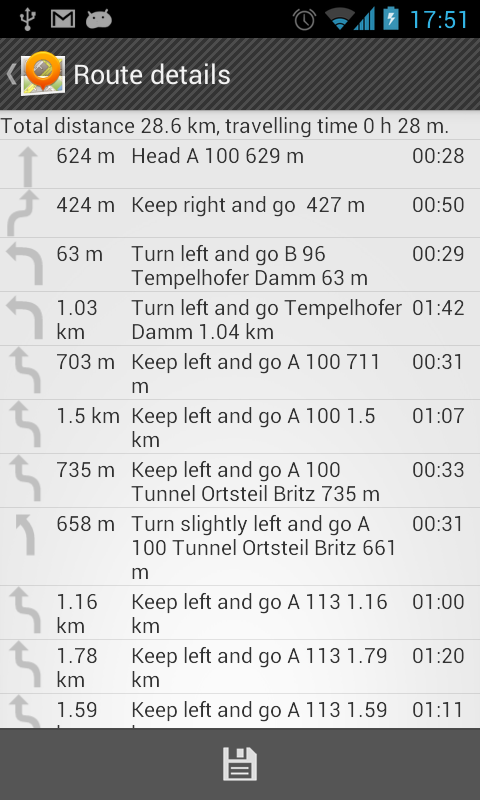 17:51
Route details
Total distance 28.6 km, travelling time 0 h 28 m.
624 m Head A 100 629 m 00:28
424 m Keep right and go  427 m 00:50
63 m Turn left and go B 96 00:29
Tempelhofer Damm 63 m
1.03 Turn left and go Tempelhofer 01:42
km Damm 1.04 km
703 m Keep left and go A 100 711 00:31
m
1.5 km Keep left and go A 100 1.5 01:07
km
735 m Keep left and go A 100 00:33
Tunnel Ortsteil Britz 735 m
658 m Turn slightly left and go A 00:31
100 Tunnel Ortsteil Britz 661
m
1.16 Keep left and go A 113 1.16 01:00
km km
1.78 Keep left and go A 113 1.79 01:20
km km
1.59 Keep left and go A 113 1.59 01:11